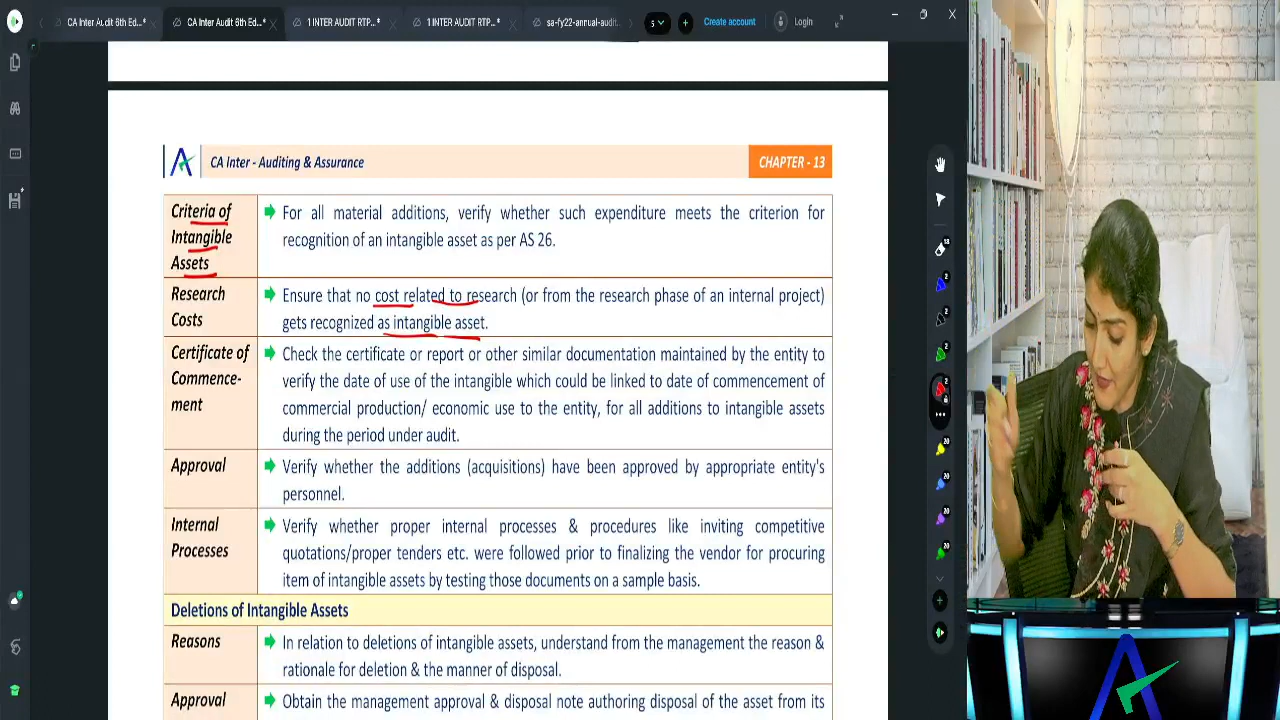 CA Inter Audit 8th Ed*...
CA Inter Audit 8th Ed*...
1 INTER AUDIT RTP...*
1 INTER AUDIT RTP...*
sa-fy22-annual-audit...
5
Create account
Login
CA Inter - Auditing & Assurance
CHAPTER - 13
Criteria of
Intangible
Assets
For all material additions, verify whether such expenditure meets the criterion for
recognition of an intangible asset as per AS 26.
Research
Costs
Ensure that no cost related to research (or from the research phase of an internal project)
gets recognized as intangible asset.
Certificate of
Commence-
ment
Check the certificate or report or other similar documentation maintained by the entity to
verify the date of use of the intangible which could be linked to date of commencement of
commercial production/ economic use to the entity, for all additions to intangible assets
during the period under audit.
Approval
Verify whether the additions (acquisitions) have been approved by appropriate entity's
personnel.
Internal
Processes
Verify whether proper internal processes & procedures like inviting competitive
quotations/proper tenders etc. were followed prior to finalizing the vendor for procuring
item of intangible assets by testing those documents on a sample basis.
Deletions of Intangible Assets
Reasons
In relation to deletions of intangible assets, understand from the management the reason &
rationale for deletion & the manner of disposal.
Approval
Obtain the management approval & disposal note authoring disposal of the asset from its
18
2
2
2
2
20
20
20
20